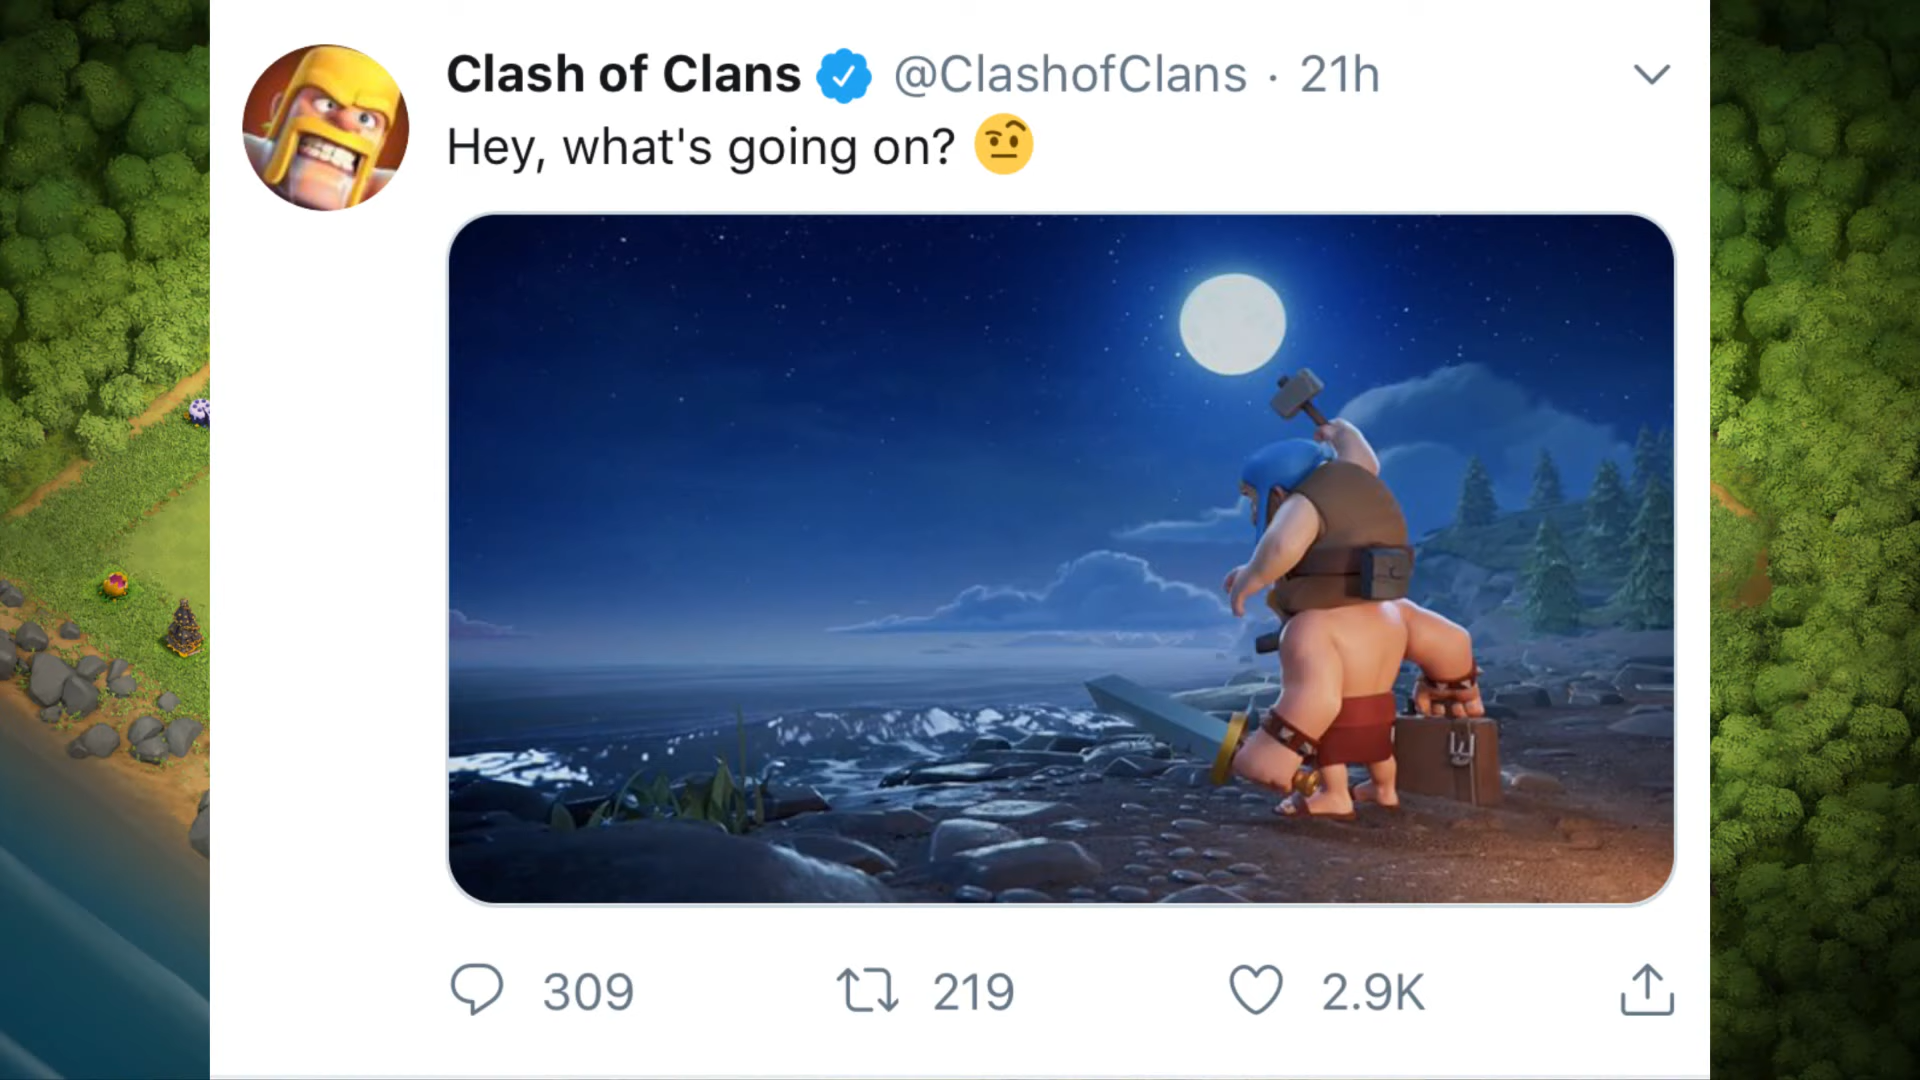 Clash of Clans @ClashofClans · 21h
Hey, what's going on? 🤨
309 219 2.9K